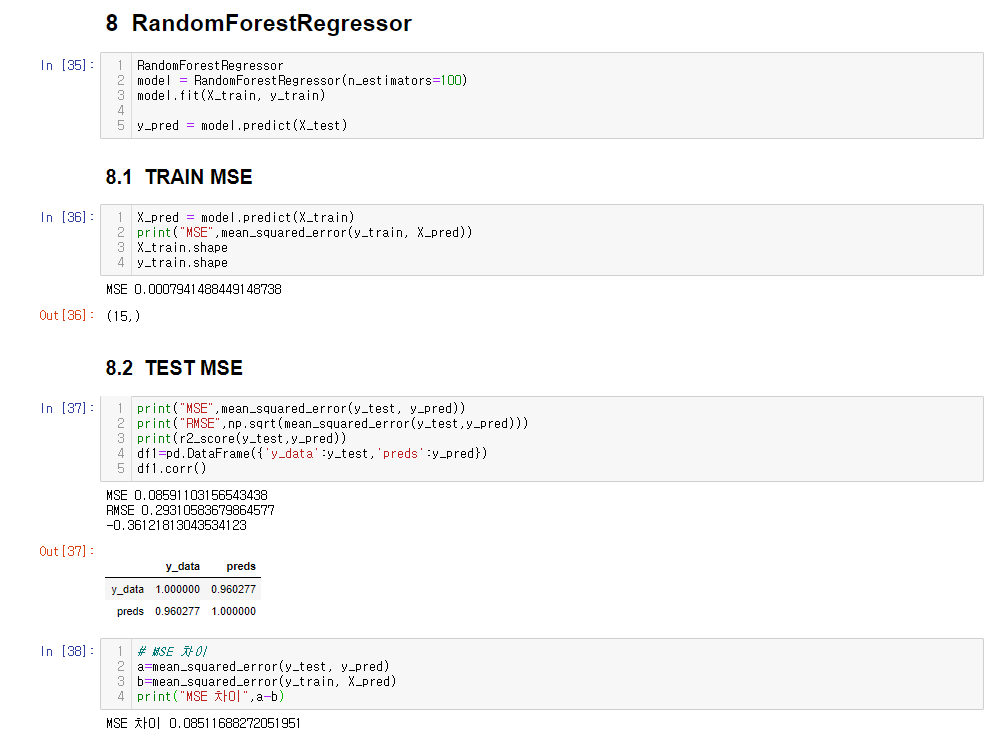 8 RandomForestRegressor
In [35]:
1 RandomForestRegressor
2 model = RandomForestRegressor(n_estimators=100)
3 model.fit(X_train, y_train)
4
5 y_pred = model.predict(X_test)
8.1 TRAIN MSE
In [36]:
1 X_pred = model.predict(X_train)
2 print("MSE",mean_squared_error(y_train, X_pred))
3 X_train.shape
4 y_train.shape
MSE 0.0007941488449148738
Out[36]: (15,)
8.2 TEST MSE
In [37]:
1 print("MSE",mean_squared_error(y_test, y_pred))
2 print("RMSE",np.sqrt(mean_squared_error(y_test,y_pred)))
3 print(r2_score(y_test,y_pred))
4 df1=pd.DataFrame({'y_data':y_test,'preds':y_pred})
5 df1.corr()
MSE 0.08591103156543438
RMSE 0.29310583679864577
-0.36121813043534123
Out[37]:
y_data preds
y_data 1.000000 0.960277
preds 0.960277 1.000000
In [38]:
1 # MSE 차이
2 a=mean_squared_error(y_test, y_pred)
3 b=mean_squared_error(y_train, X_pred)
4 print("MSE 차이",a-b)
MSE 차이 0.08511688272051951